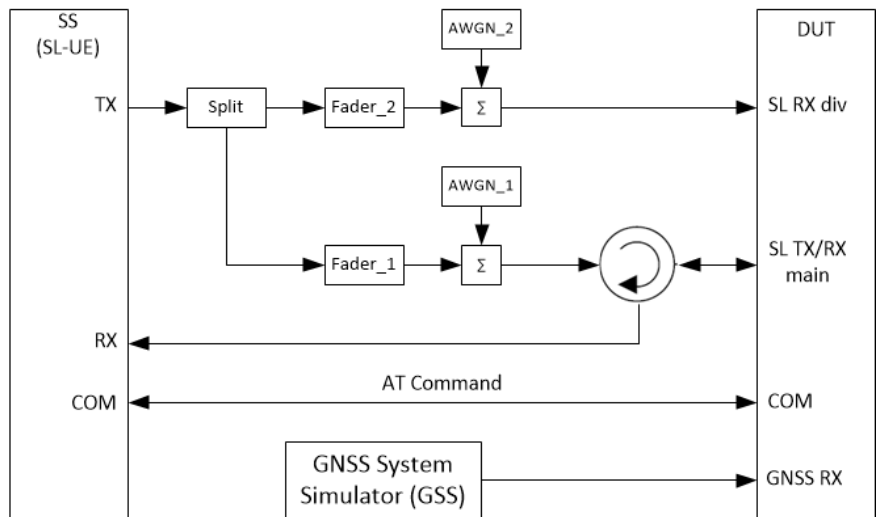 SS
(SL-UE)
DUT
AWGN_2
TX
Split
Fader_2
Σ
SL RX div
AWGN_1
Fader_1
Σ
SL TX/RX
main
RX
AT Command
COM
COM
GNSS System
Simulator (GSS)
GNSS RX